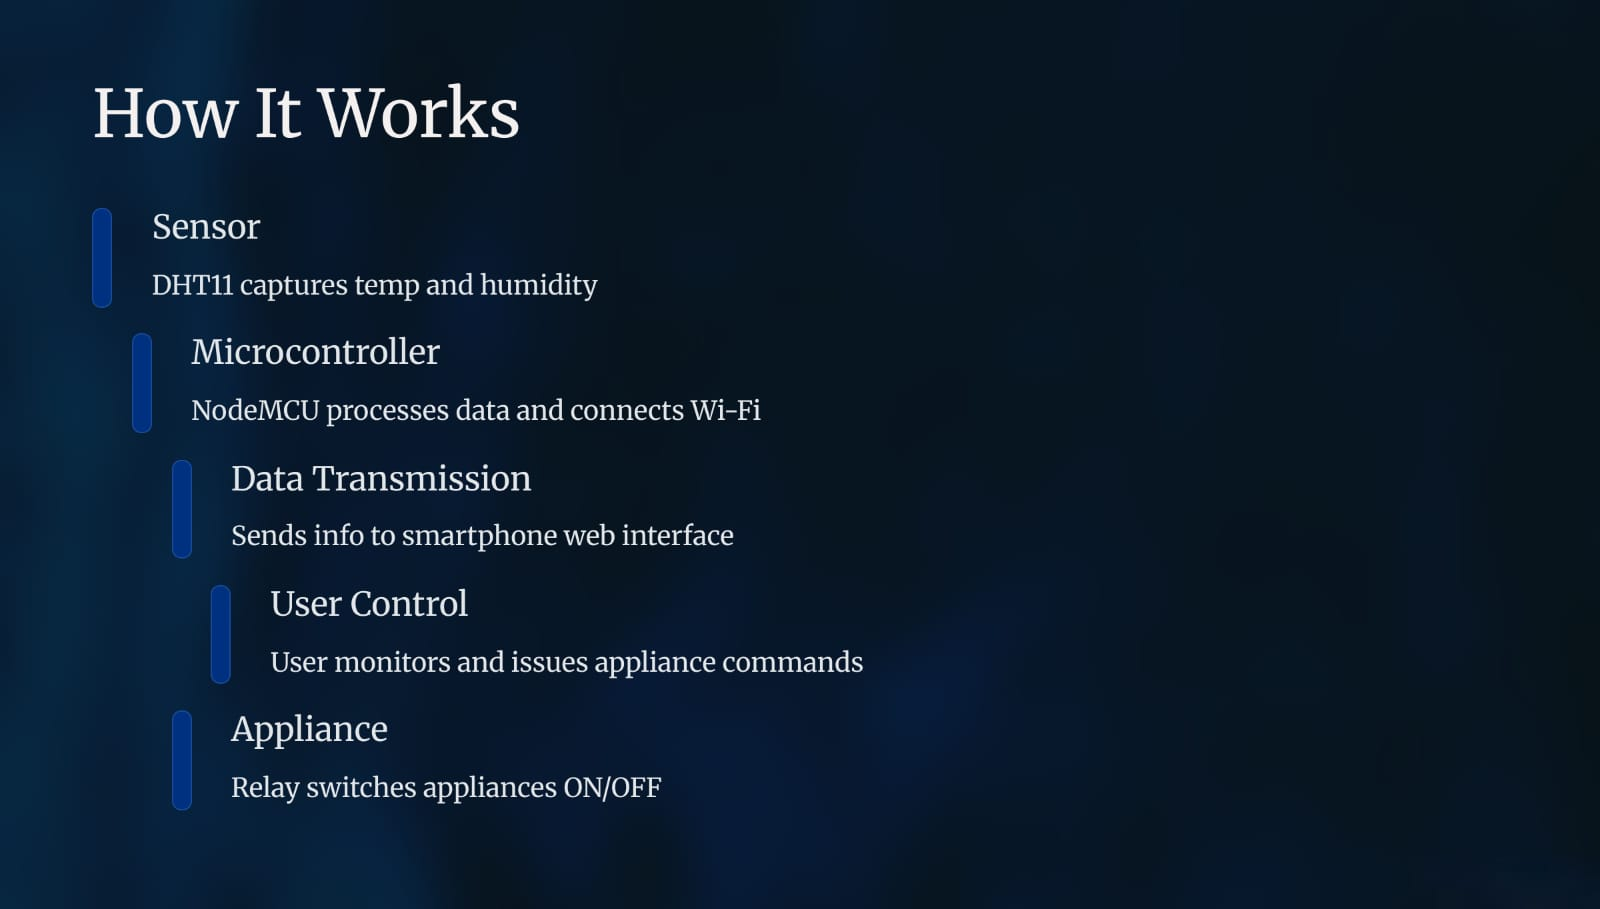 How It Works
Sensor
DHT11 captures temp and humidity
Microcontroller
NodeMCU processes data and connects Wi-Fi
Data Transmission
Sends info to smartphone web interface
User Control
User monitors and issues appliance commands
Appliance
Relay switches appliances ON/OFF